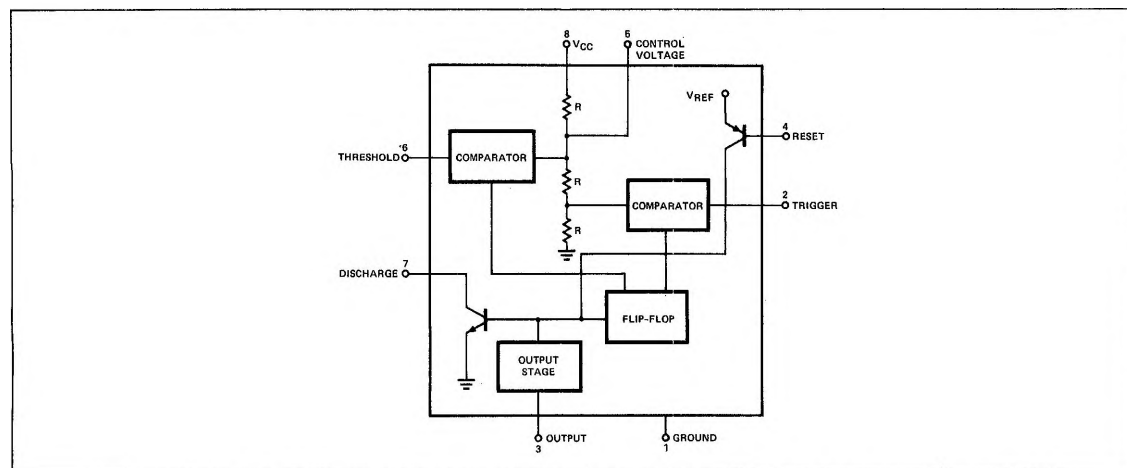 8
VCC
5
CONTROL
VOLTAGE
R
VREF
4
RESET
THRESHOLD
6
COMPARATOR
R
COMPARATOR
2
TRIGGER
R
DISCHARGE
7
FLIP-FLOP
OUTPUT
STAGE
3
OUTPUT
1
GROUND